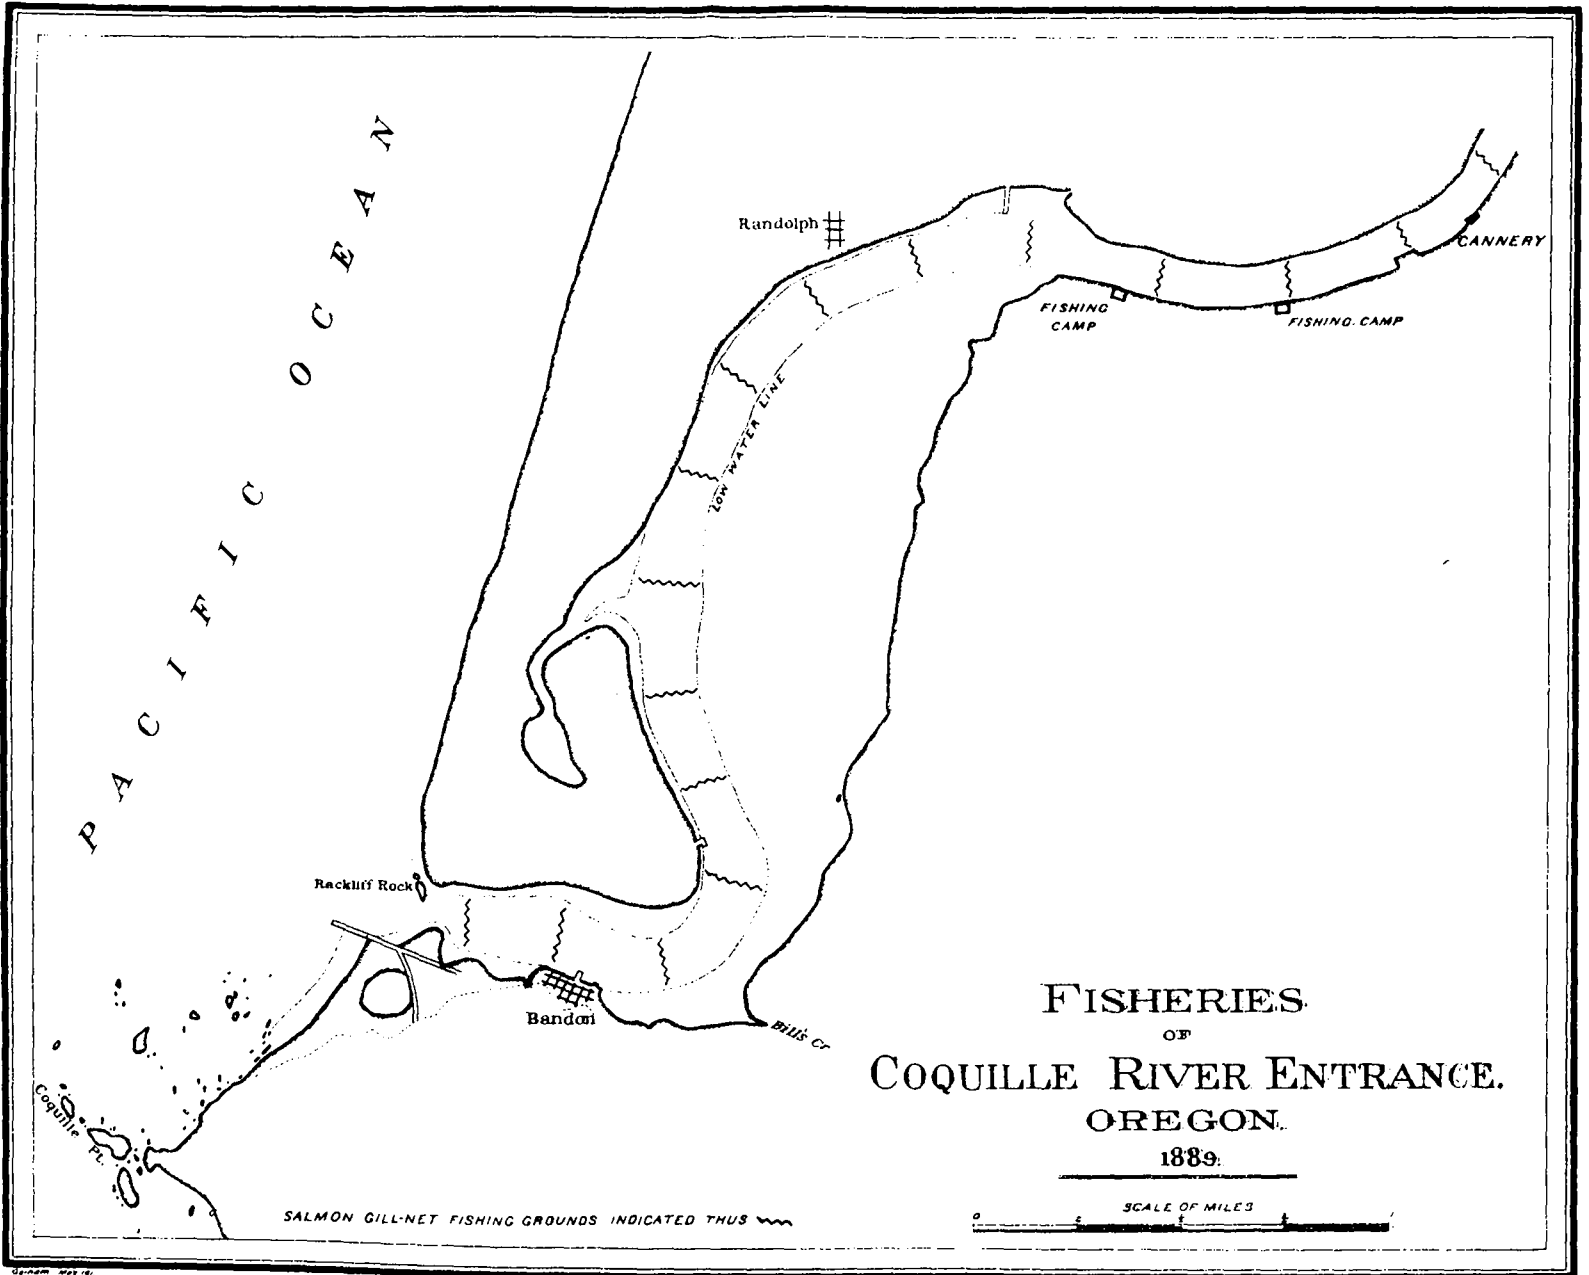 PACIFIC OCEAN
Randolph
CANNERY
FISHING
CAMP
FISHING CAMP
LOW WATER LINE
Rackliff Rock
Bandon
Bill's Cr
Coquille Pt.
FISHERIES
OF
COQUILLE RIVER ENTRANCE.
OREGON.
1889.
SCALE OF MILES
0
1
SALMON GILL-NET FISHING GROUNDS INDICATED THUS